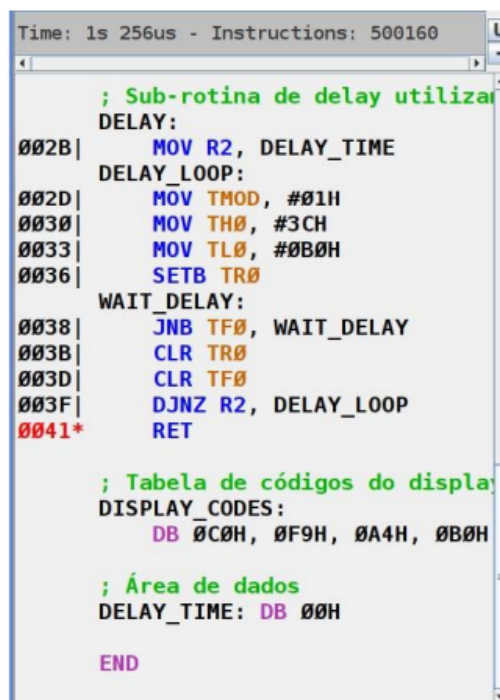 Time: 1s 256us - Instructions: 500160
; Sub-rotina de delay
DELAY:
002B| MOV R2, DELAY_TIME
DELAY_LOOP:
002D| MOV TMOD, #01H
0030| MOV TH0, #3CH
0033| MOV TL0, #0B0H
0036| SETB TR0
WAIT_DELAY:
0038| JNB TF0, WAIT_DELAY
003B| CLR TR0
003D| CLR TF0
003F| DJNZ R2, DELAY_LOOP
0041* RET
; Tabela de códigos do
DISPLAY_CODES:
DB 0C0H, 0F9H, 0A4H, 0B0H
; Área de dados
DELAY_TIME: DB 00H
END